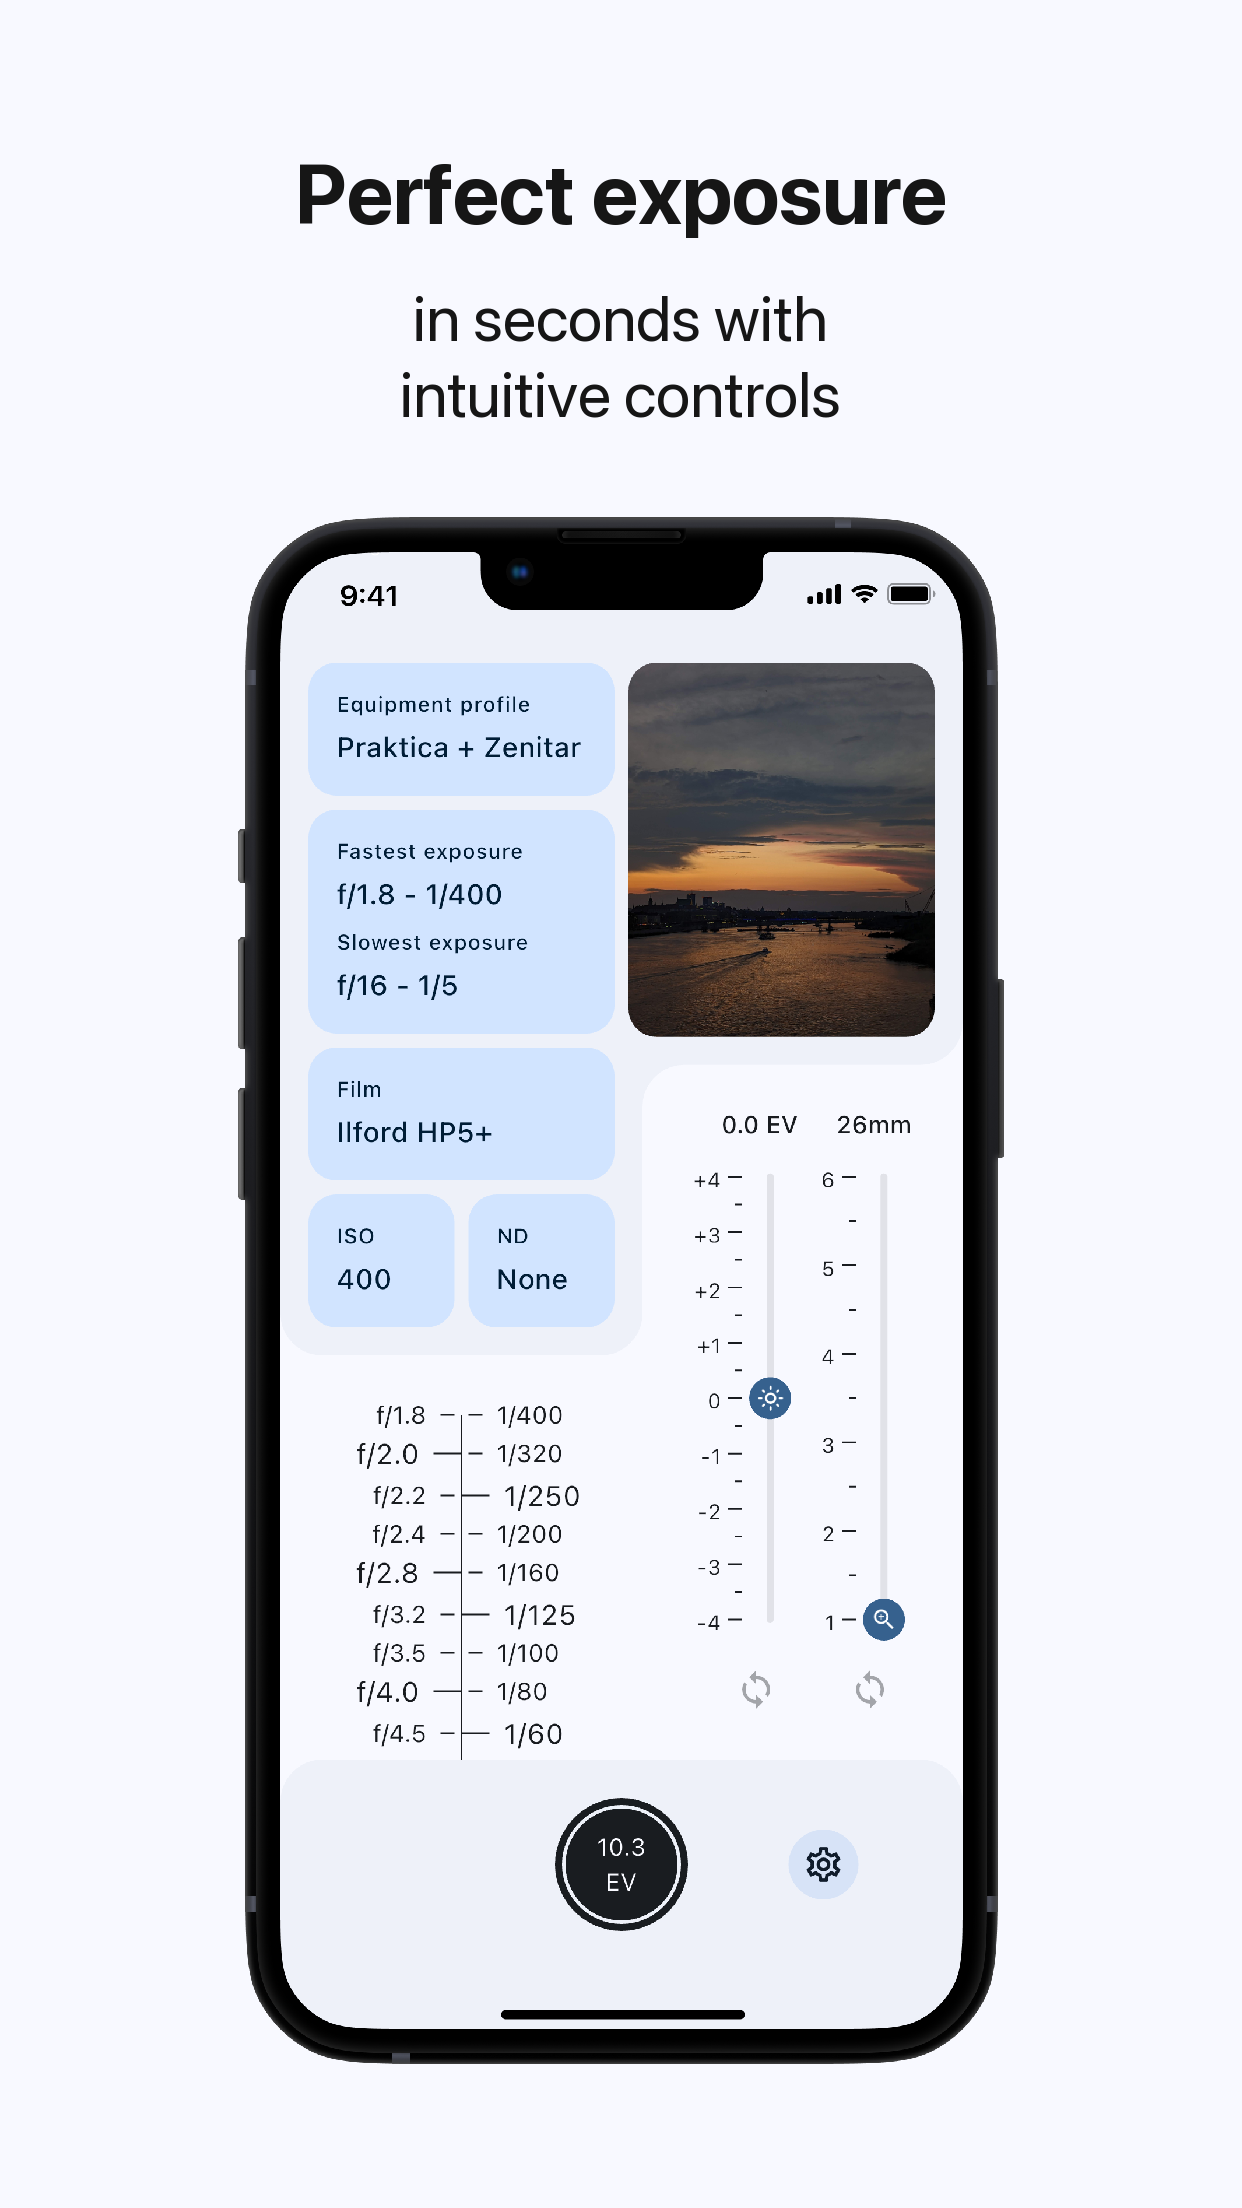 Perfect exposure
in seconds with
intuitive controls
9:41
Equipment profile
Praktica + Zenitar
Fastest exposure
f/1.8 - 1/400
Slowest exposure
f/16 - 1/5
Film
Ilford HP5+
ISO
400
ND
None
f/1.8 1/400
f/2.0 1/320
f/2.2 1/250
f/2.4 1/200
f/2.8 1/160
f/3.2 1/125
f/3.5 1/100
f/4.0 1/80
f/4.5 1/60
0.0 EV
+4
+3
+2
+1
0
-1
-2
-3
-4
26mm
6
5
4
3
2
1
10.3
EV